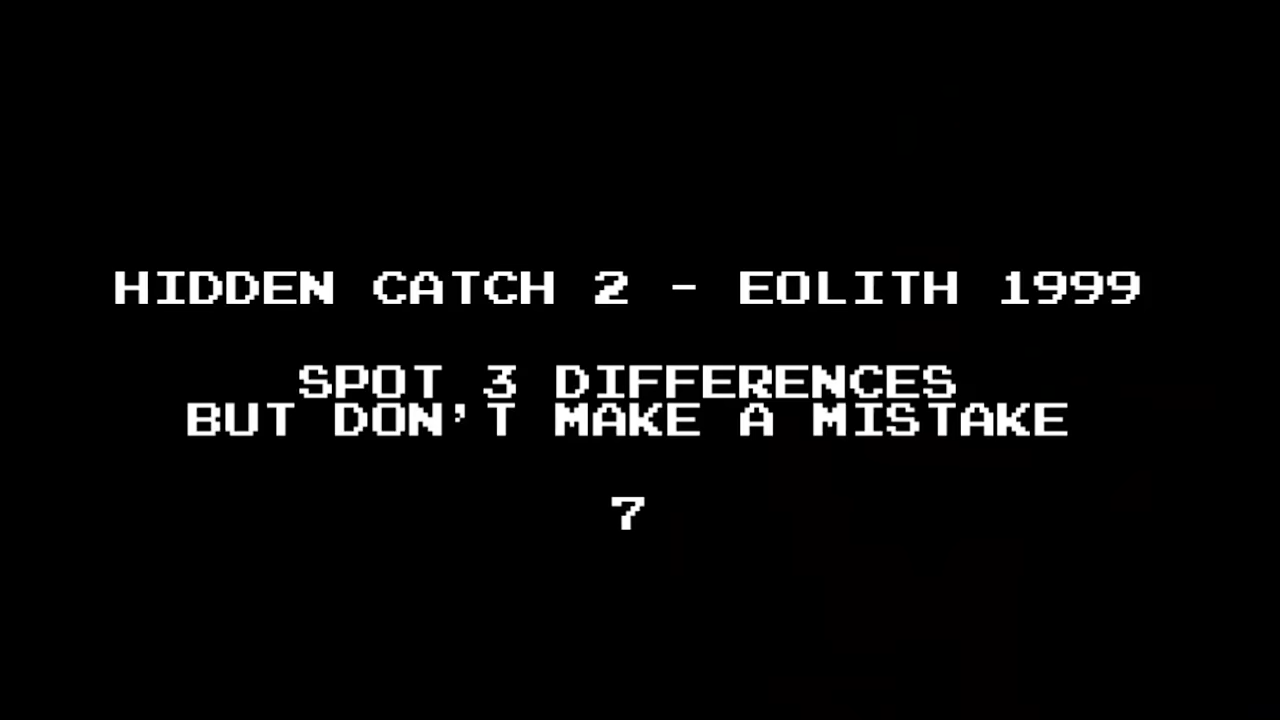 HIDDEN CATCH 2 - EOLITH 1999
SPOT 3 DIFFERENCES
BUT DON'T MAKE A MISTAKE
7